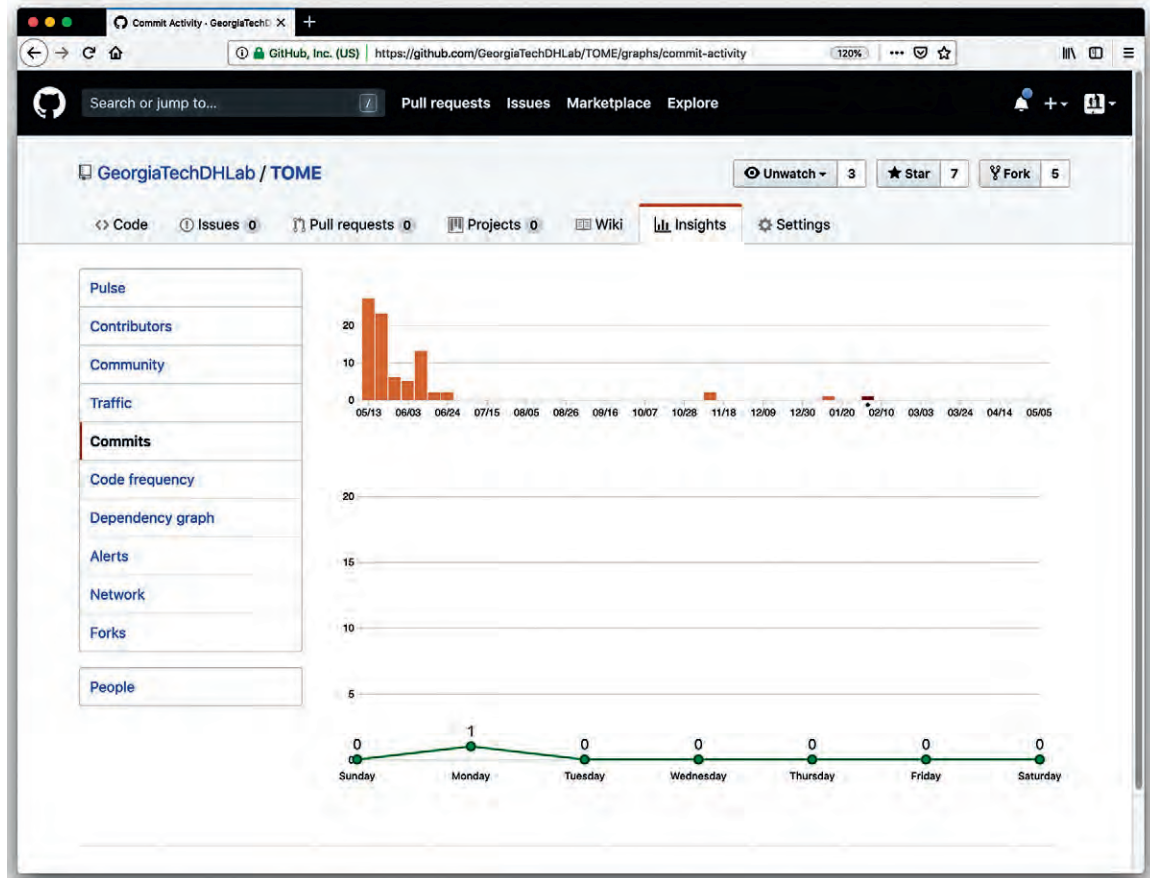 Commit Activity · GeorgiaTechD
GitHub, Inc. (US) https://github.com/GeorgiaTechDHLab/TOME/graphs/commit-activity 120%
Search or jump to... / Pull requests Issues Marketplace Explore
GeorgiaTechDHLab / TOME Unwatch 3 Star 7 Fork 5
<> Code Issues 0 Pull requests 0 Projects 0 Wiki Insights Settings
Pulse
Contributors
Community
Traffic
Commits
Code frequency
Dependency graph
Alerts
Network
Forks
People
20
10
0
05/13 06/03 06/24 07/15 08/05 08/26 09/16 10/07 10/28 11/18 12/09 12/30 01/20 02/10 03/03 03/24 04/14 05/05
20
15
10
5
0
0 1 0 0 0 0 0
Sunday Monday Tuesday Wednesday Thursday Friday Saturday